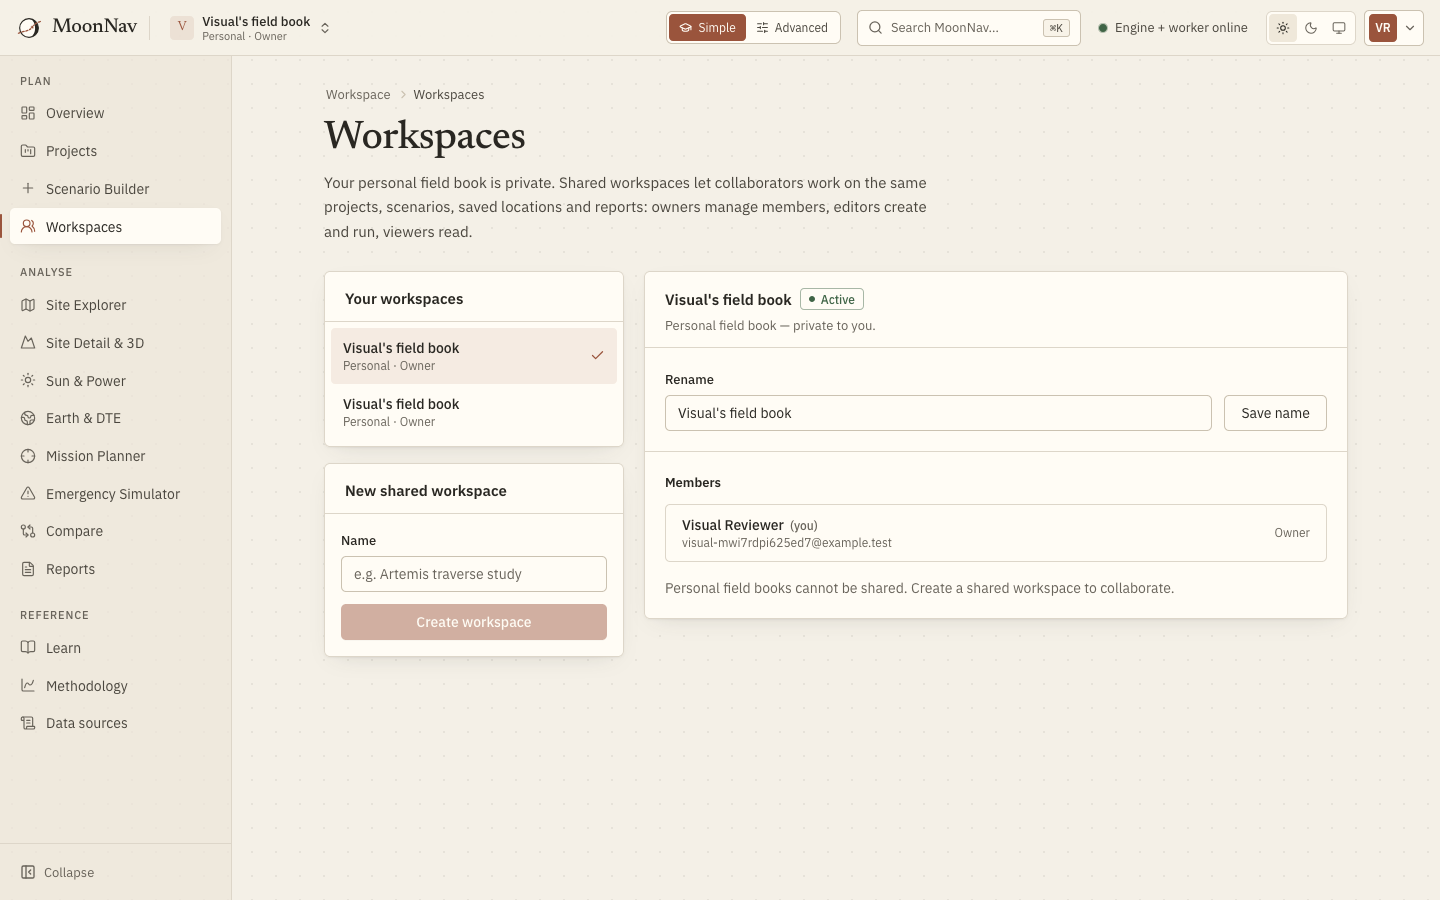 MoonNav
V
Visual's field book
Personal · Owner
Simple
Advanced
Search MoonNav...
⌘K
Engine + worker online
VR
PLAN
Overview
Projects
Scenario Builder
Workspaces
ANALYSE
Site Explorer
Site Detail & 3D
Sun & Power
Earth & DTE
Mission Planner
Emergency Simulator
Compare
Reports
REFERENCE
Learn
Methodology
Data sources
Collapse
Workspace > Workspaces
Workspaces
Your personal field book is private. Shared workspaces let collaborators work on the same
projects, scenarios, saved locations and reports: owners manage members, editors create
and run, viewers read.
Your workspaces
Visual's field book
Personal · Owner
Visual's field book
Personal · Owner
New shared workspace
Name
e.g. Artemis traverse study
Create workspace
Visual's field book
Active
Personal field book — private to you.
Rename
Visual's field book
Save name
Members
Visual Reviewer (you)
visual-mwi7rdpi625ed7@example.test
Owner
Personal field books cannot be shared. Create a shared workspace to collaborate.